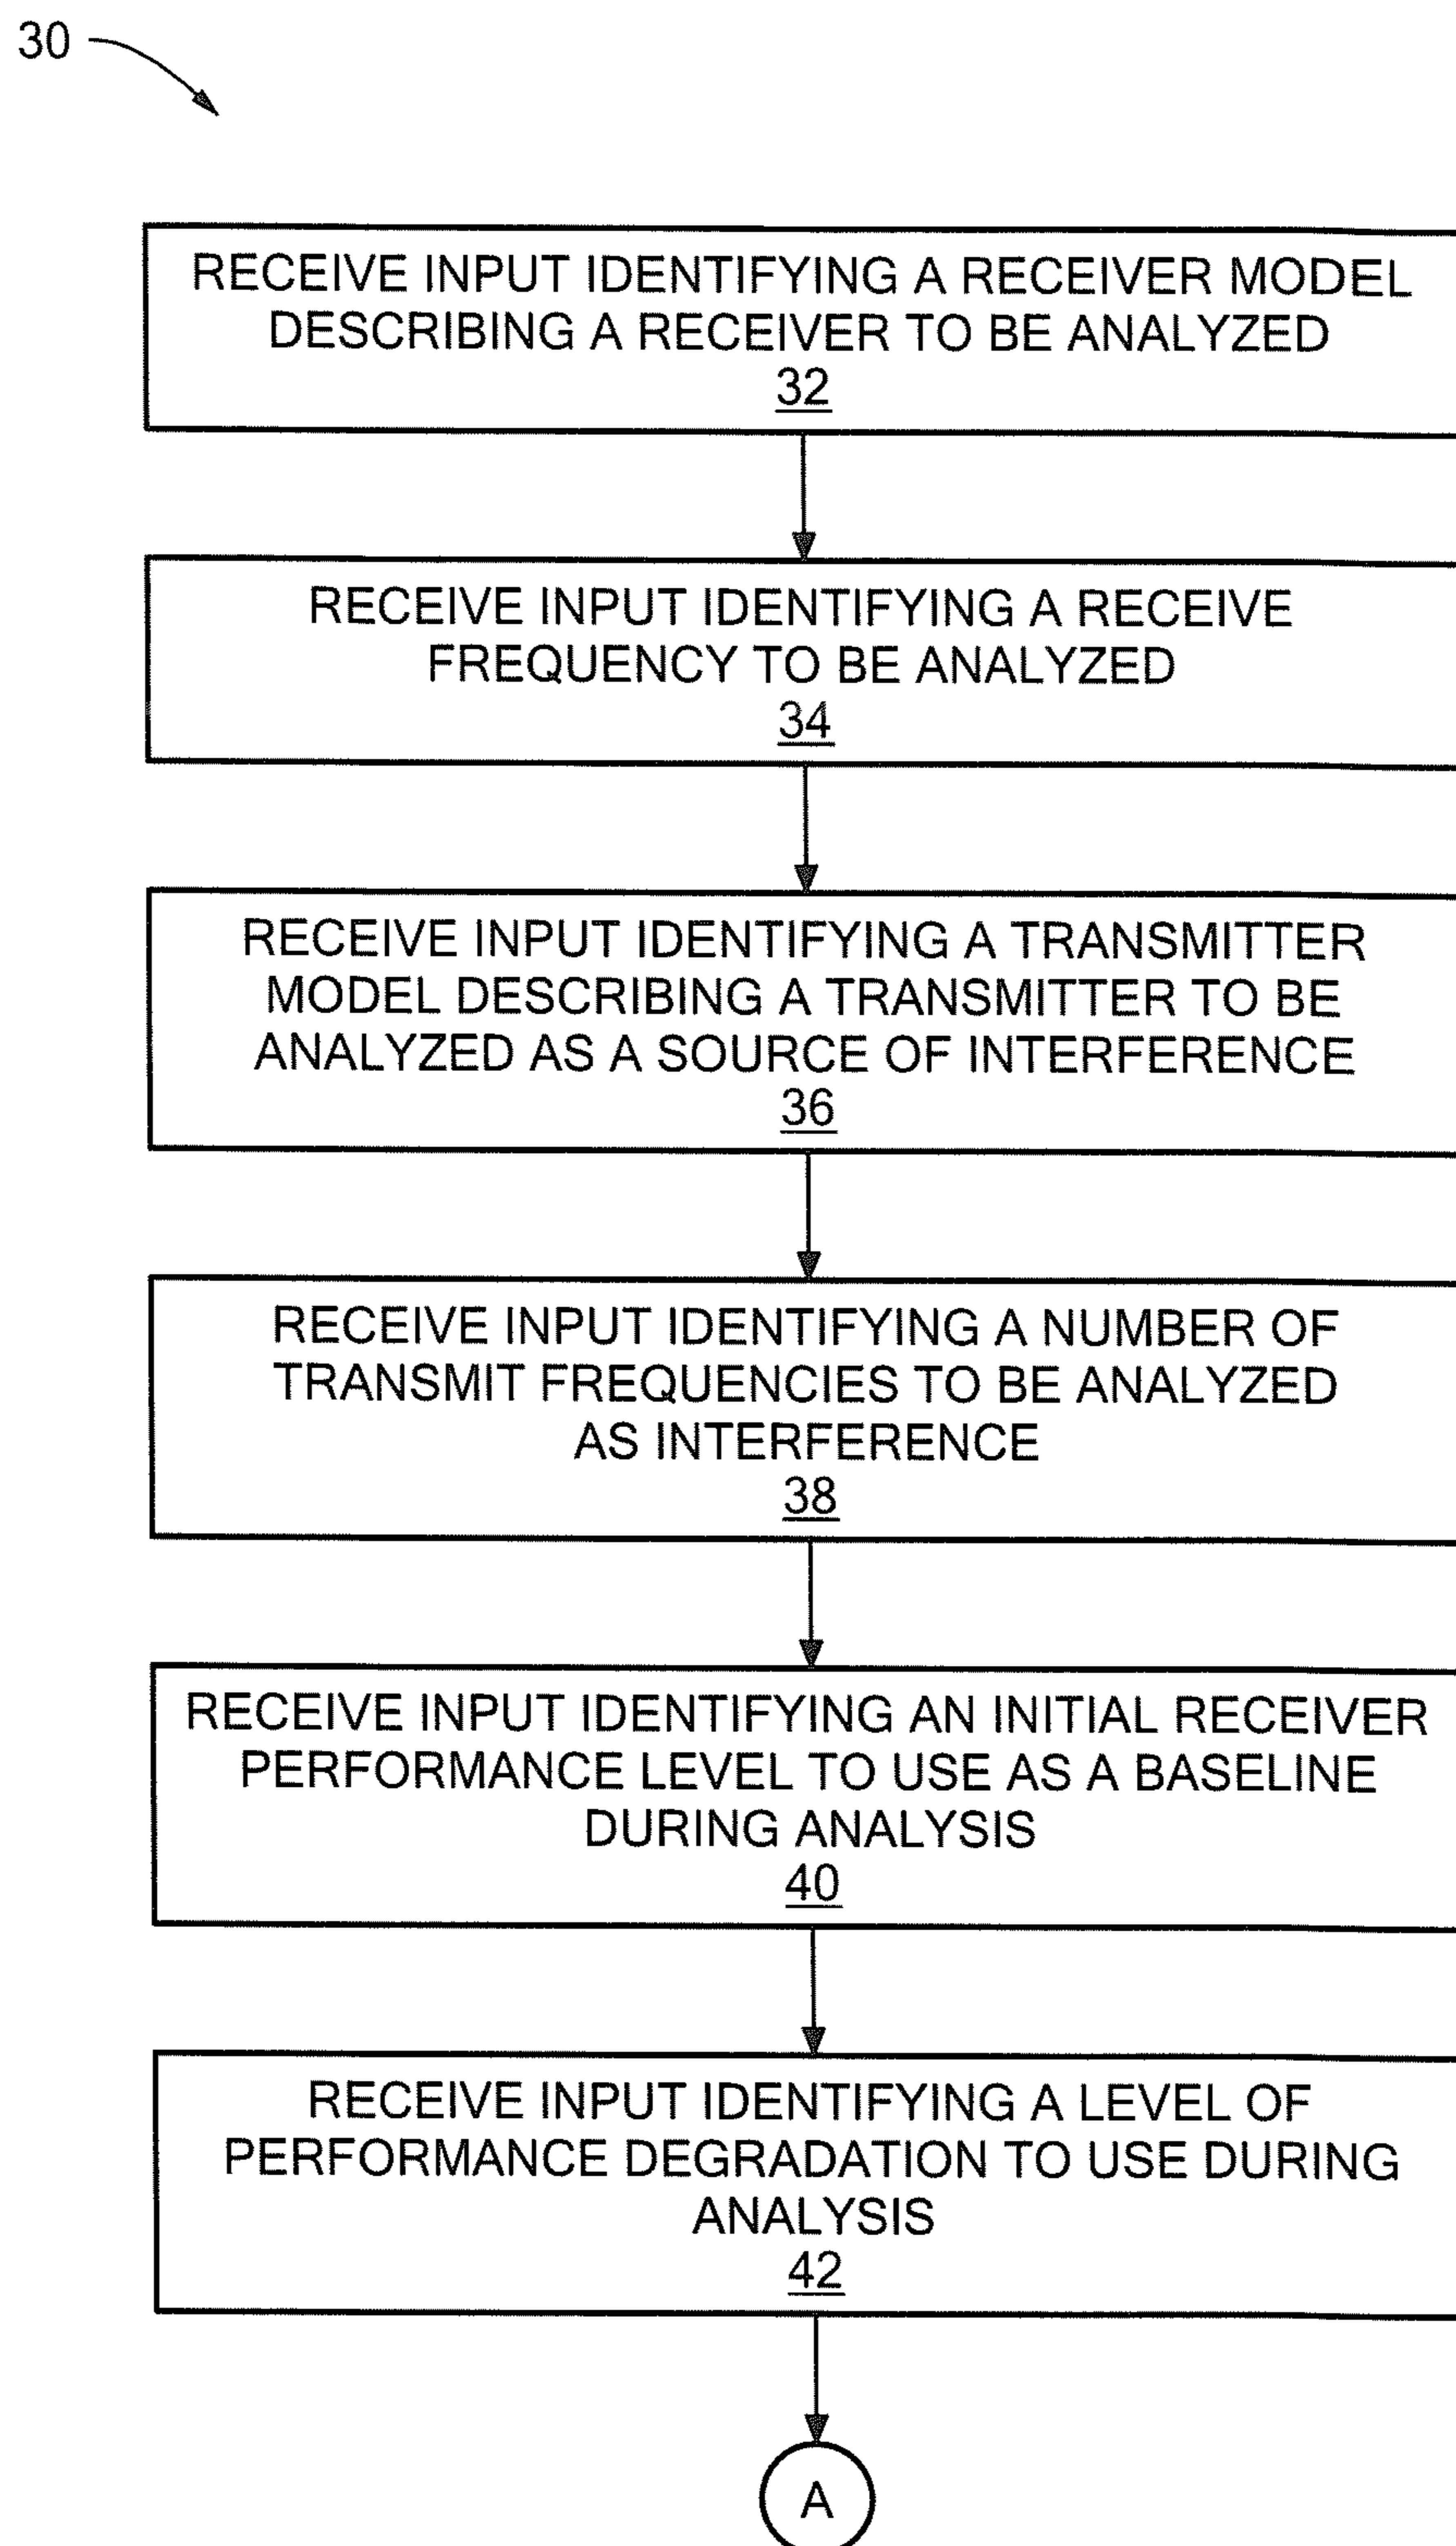 30
RECEIVE INPUT IDENTIFYING A RECEIVER MODEL
DESCRIBING A RECEIVER TO BE ANALYZED
32
RECEIVE INPUT IDENTIFYING A RECEIVE
FREQUENCY TO BE ANALYZED
34
RECEIVE INPUT IDENTIFYING A TRANSMITTER
MODEL DESCRIBING A TRANSMITTER TO BE
ANALYZED AS A SOURCE OF INTERFERENCE
36
RECEIVE INPUT IDENTIFYING A NUMBER OF
TRANSMIT FREQUENCIES TO BE ANALYZED
AS INTERFERENCE
38
RECEIVE INPUT IDENTIFYING AN INITIAL RECEIVER
PERFORMANCE LEVEL TO USE AS A BASELINE
DURING ANALYSIS
40
RECEIVE INPUT IDENTIFYING A LEVEL OF
PERFORMANCE DEGRADATION TO USE DURING
ANALYSIS
42
A